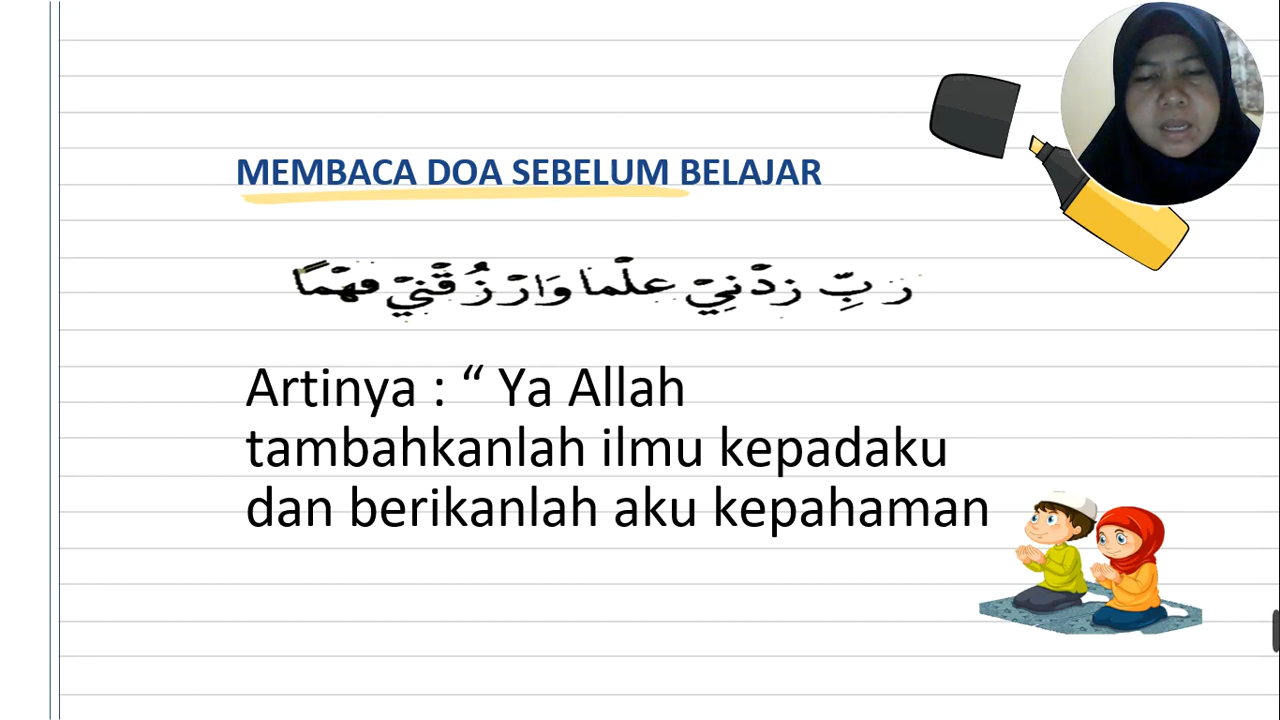 MEMBACA DOA SEBELUM BELAJAR
رَبِّ زِدْنِيْ عِلْمًا وَارْزُقْنِيْ فَهْمًا
Artinya : “ Ya Allah
tambahkanlah ilmu kepadaku
dan berikanlah aku kepahaman